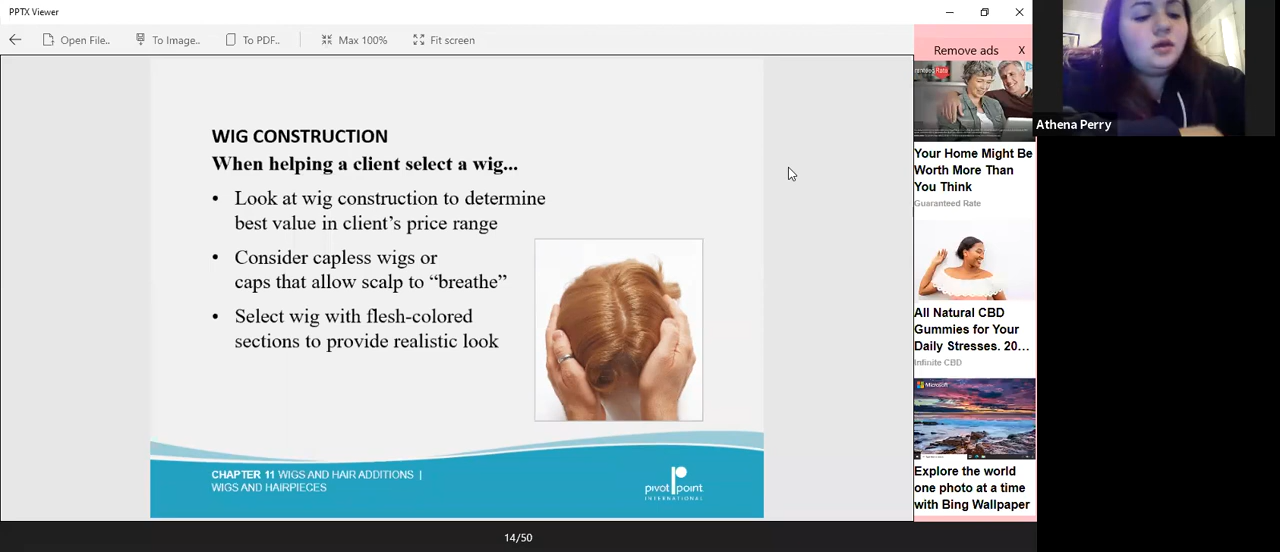 PPTX Viewer
Open File..
To Image..
To PDF..
Max 100%
Fit screen
Remove ads X
Athena Perry
WIG CONSTRUCTION
When helping a client select a wig...
• Look at wig construction to determine
best value in client's price range
• Consider capless wigs or
caps that allow scalp to “breathe”
• Select wig with flesh-colored
sections to provide realistic look
CHAPTER 11 WIGS AND HAIR ADDITIONS |
WIGS AND HAIRPIECES
pivot point
INTERNATIONAL
14/50
Your Home Might Be
Worth More Than
You Think
Guaranteed Rate
All Natural CBD
Gummies for Your
Daily Stresses. 20...
Infinite CBD
Microsoft
Explore the world
one photo at a time
with Bing Wallpaper